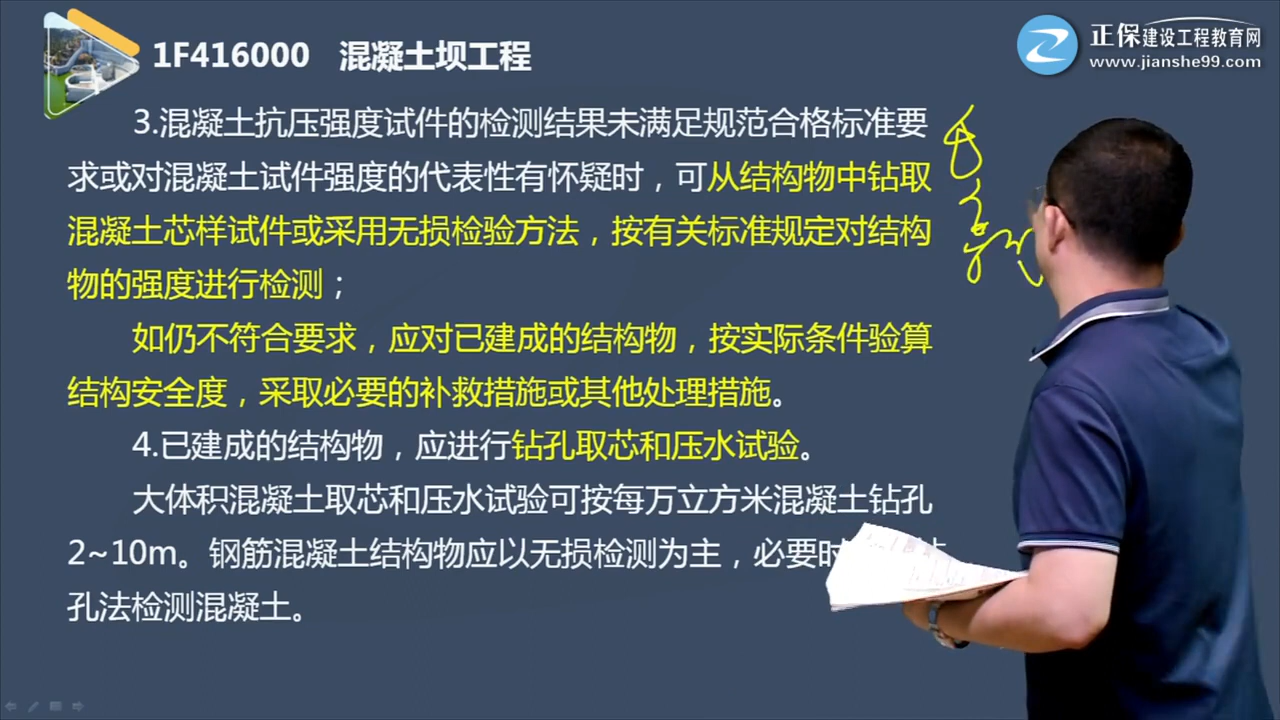 1F416000 混凝土坝工程
正保建设工程教育网
www.jianshe99.com
3.混凝土抗压强度试件的检测结果未满足规范合格标准要
求或对混凝土试件强度的代表性有怀疑时，可从结构物中钻取
混凝土芯样试件或采用无损检验方法，按有关标准规定对结构
物的强度进行检测；
如仍不符合要求，应对已建成的结构物，按实际条件验算
结构安全度，采取必要的补救措施或其他处理措施。
4.已建成的结构物，应进行钻孔取芯和压水试验。
大体积混凝土取芯和压水试验可按每万立方米混凝土钻孔
2~10m。钢筋混凝土结构物应以无损检测为主，必要时
孔法检测混凝土。